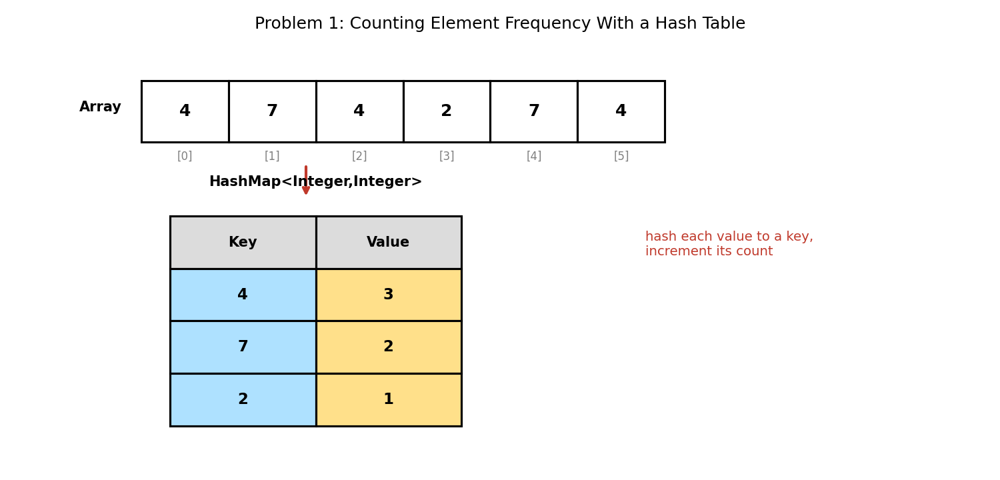 Problem 1: Counting Element Frequency With a Hash Table
Array
4 7 4 2 7 4
[0] [1] [2] [3] [4] [5]
HashMap<Integer,Integer>
Key Value
4 3
7 2
2 1
hash each value to a key,
increment its count